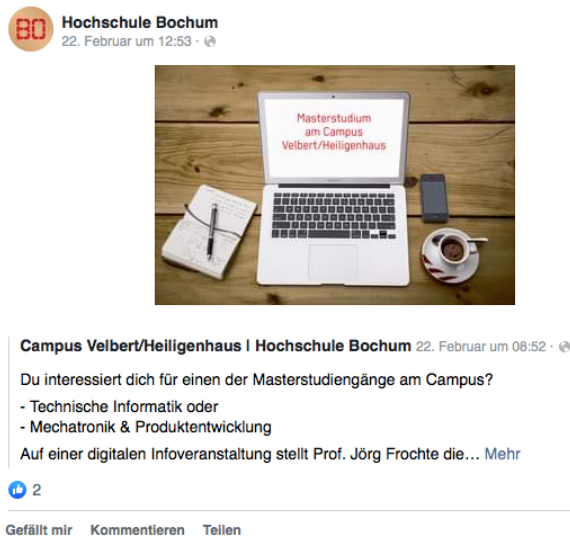 BO
Hochschule Bochum
22. Februar um 12:53 ·
Masterstudium
am Campus
Velbert/Heiligenhaus
Campus Velbert/Heiligenhaus | Hochschule Bochum 22. Februar um 08:52 ·
Du interessiert dich für einen der Masterstudiengänge am Campus?
- Technische Informatik oder
- Mechatronik & Produktentwicklung
Auf einer digitalen Infoveranstaltung stellt Prof. Jörg Frochte die… Mehr
2
Gefällt mir Kommentieren Teilen